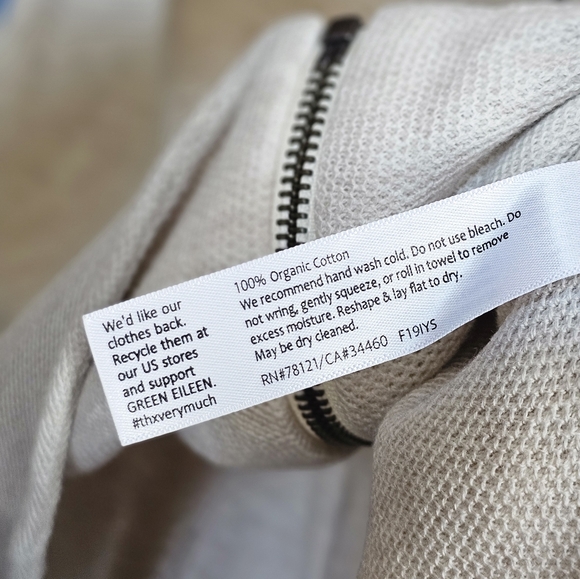 We'd like our
clothes back.
Recycle them at
our US stores
and support
GREEN EILEEN.
#thxverymuch
100% Organic Cotton
We recommend hand wash cold. Do not use bleach. Do
not wring, gently squeeze, or roll in towel to remove
excess moisture. Reshape & lay flat to dry.
May be dry cleaned.
RN#78121/CA#34460 F19IYS